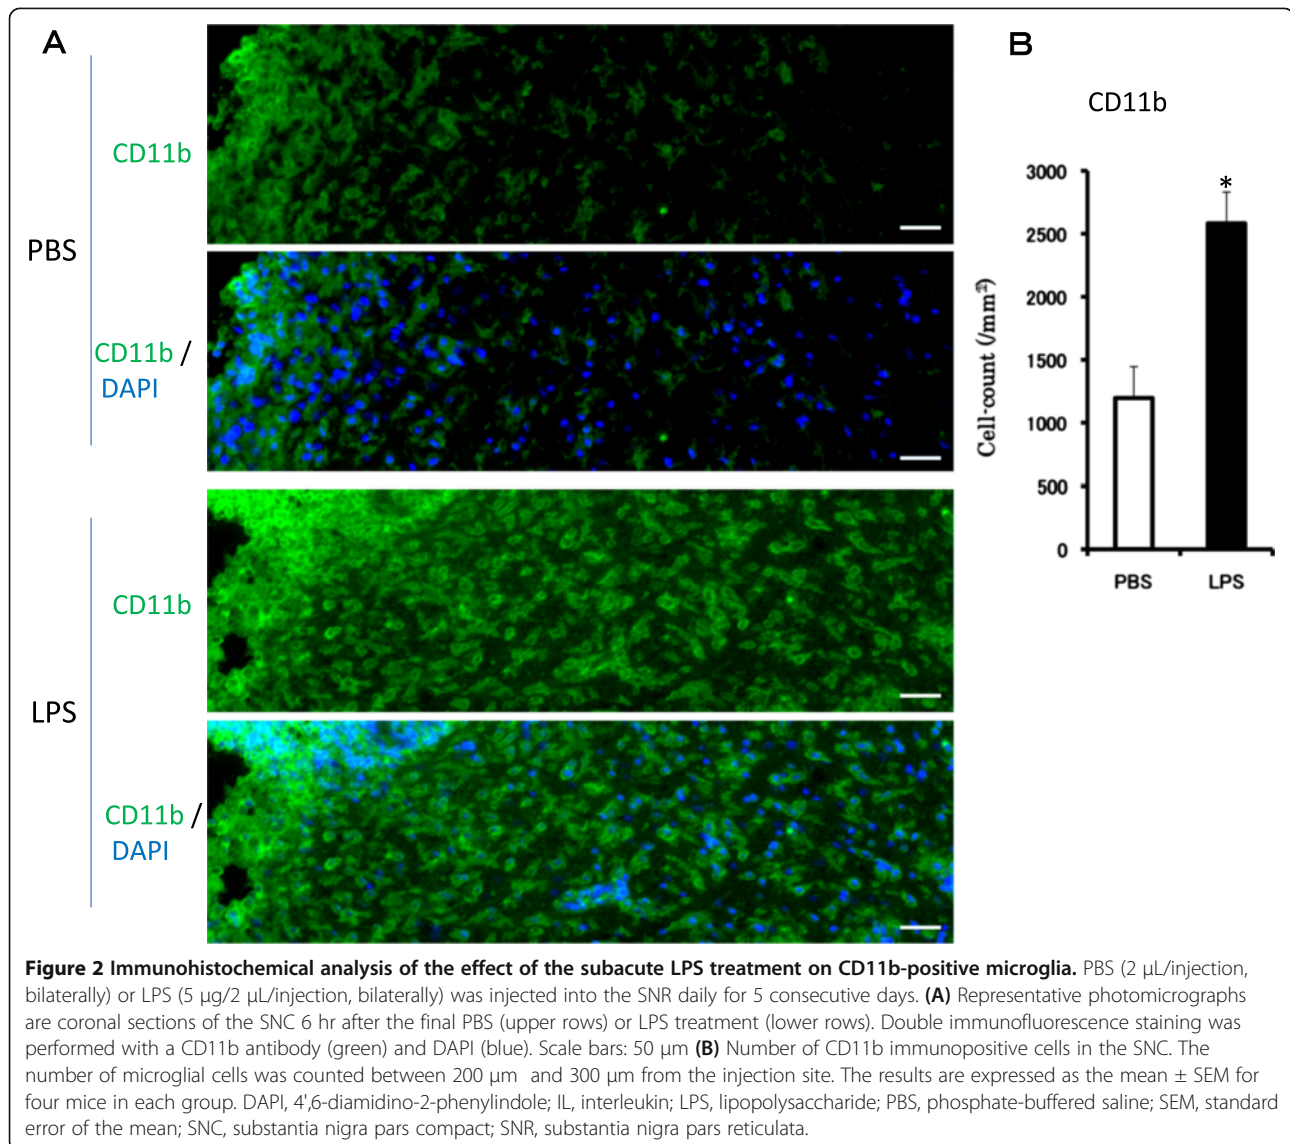 A
PBS
CD11b
CD11b /
DAPI
LPS
CD11b
CD11b /
DAPI
B
CD11b
Cell-count (/mm²)
3000
2500
2000
1500
1000
500
0
*
PBS
LPS
Figure 2 Immunohistochemical analysis of the effect of the subacute LPS treatment on CD11b-positive microglia. PBS (2 μL/injection,
bilaterally) or LPS (5 μg/2 μL/injection, bilaterally) was injected into the SNR daily for 5 consecutive days. (A) Representative photomicrographs
are coronal sections of the SNC 6 hr after the final PBS (upper rows) or LPS treatment (lower rows). Double immunofluorescence staining was
performed with a CD11b antibody (green) and DAPI (blue). Scale bars: 50 μm (B) Number of CD11b immunopositive cells in the SNC. The
number of microglial cells was counted between 200 μm and 300 μm from the injection site. The results are expressed as the mean ± SEM for
four mice in each group. DAPI, 4',6-diamidino-2-phenylindole; IL, interleukin; LPS, lipopolysaccharide; PBS, phosphate-buffered saline; SEM, standard
error of the mean; SNC, substantia nigra pars compact; SNR, substantia nigra pars reticulata.